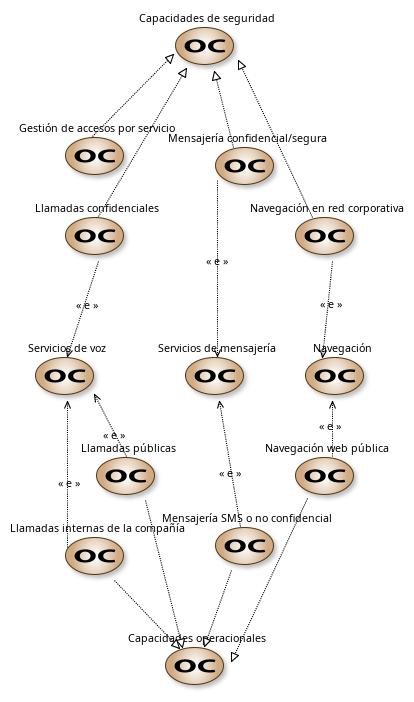 Capacidades de seguridad
OC
Gestión de accesos por servicio
OC
Mensajería confidencial/segura
OC
Llamadas confidenciales
OC
Navegación en red corporativa
OC
« e »
« e »
« e »
Servicios de voz
OC
Servicios de mensajería
OC
Navegación
OC
« e »
« e »
Llamadas públicas
OC
Navegación web pública
OC
« e »
« e »
Llamadas internas de la compañía
OC
Mensajería SMS o no confidencial
OC
Capacidades operacionales
OC